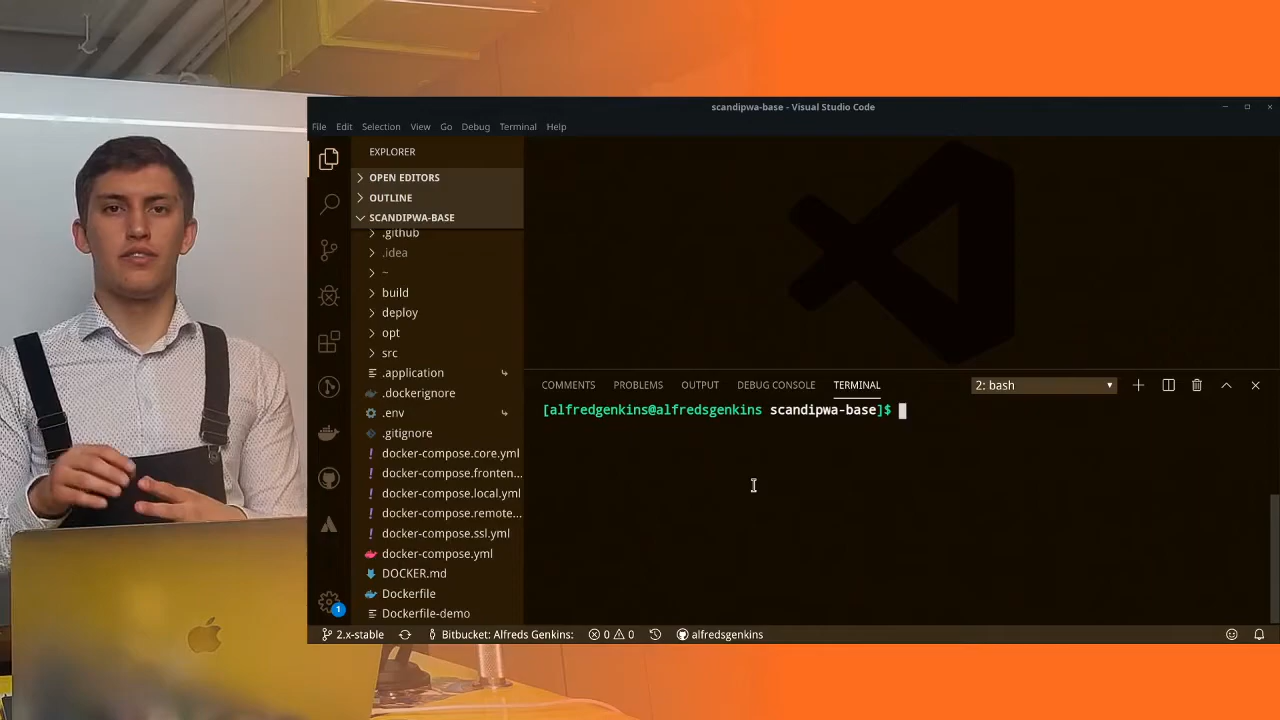 scandipwa-base - Visual Studio Code
File Edit Selection View Go Debug Terminal Help
EXPLORER
OPEN EDITORS
OUTLINE
SCANDIPWA-BASE
.github
.idea
~
build
deploy
opt
src
.application
.dockerignore
.env
.gitignore
docker-compose.core.yml
docker-compose.fronten...
docker-compose.local.yml
docker-compose.remote...
docker-compose.ssl.yml
docker-compose.yml
DOCKER.md
Dockerfile
Dockerfile-demo
COMMENTS PROBLEMS OUTPUT DEBUG CONSOLE TERMINAL 2: bash
[alfredgenkins@alfredsgenkins scandipwa-base]$
1
2.x-stable Bitbucket: Alfreds Genkins: 0 0 alfredsgenkins